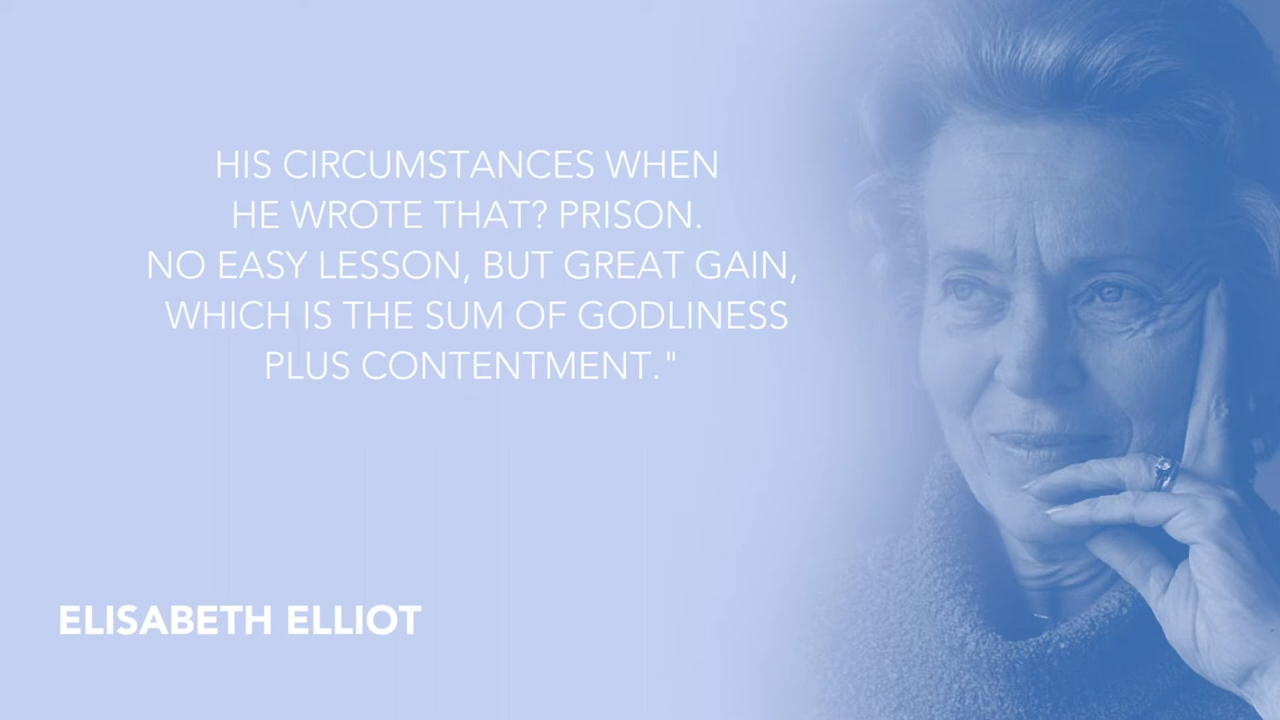 HIS CIRCUMSTANCES WHEN
HE WROTE THAT? PRISON.
NO EASY LESSON, BUT GREAT GAIN,
WHICH IS THE SUM OF GODLINESS
PLUS CONTENTMENT."
ELISABETH ELLIOT